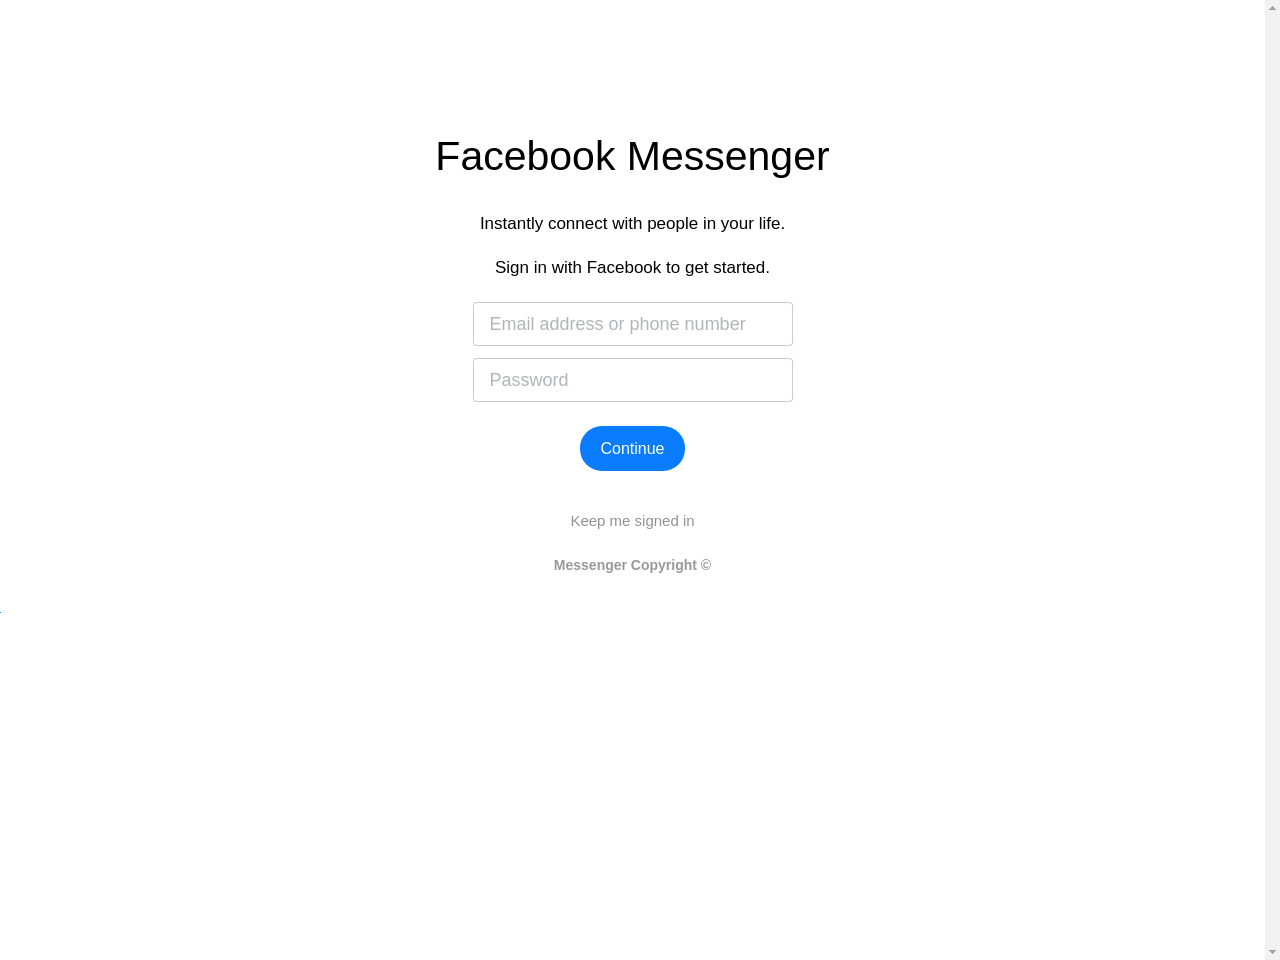 Facebook Messenger
Instantly connect with people in your life.
Sign in with Facebook to get started.
Email address or phone number
Password
Continue
Keep me signed in
Messenger Copyright ©